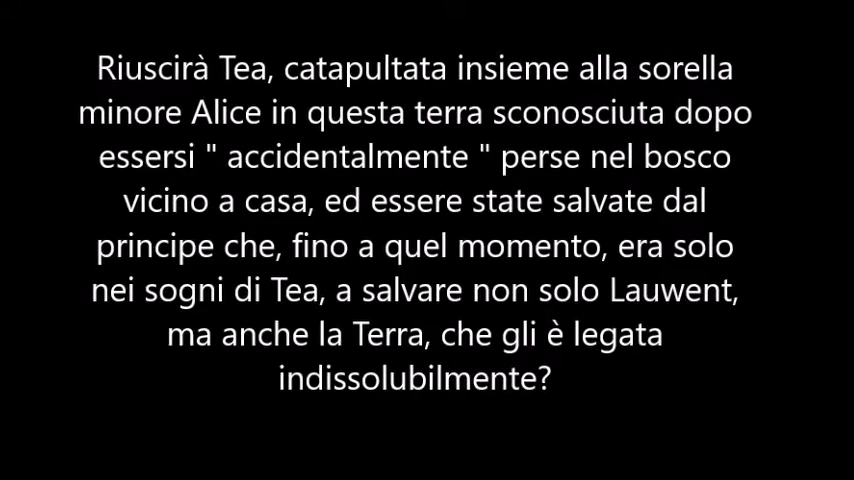 Riuscirà Tea, catapultata insieme alla sorella
minore Alice in questa terra sconosciuta dopo
essersi " accidentalmente " perse nel bosco
vicino a casa, ed essere state salvate dal
principe che, fino a quel momento, era solo
nei sogni di Tea, a salvare non solo Lauwent,
ma anche la Terra, che gli è legata
indissolubilmente?